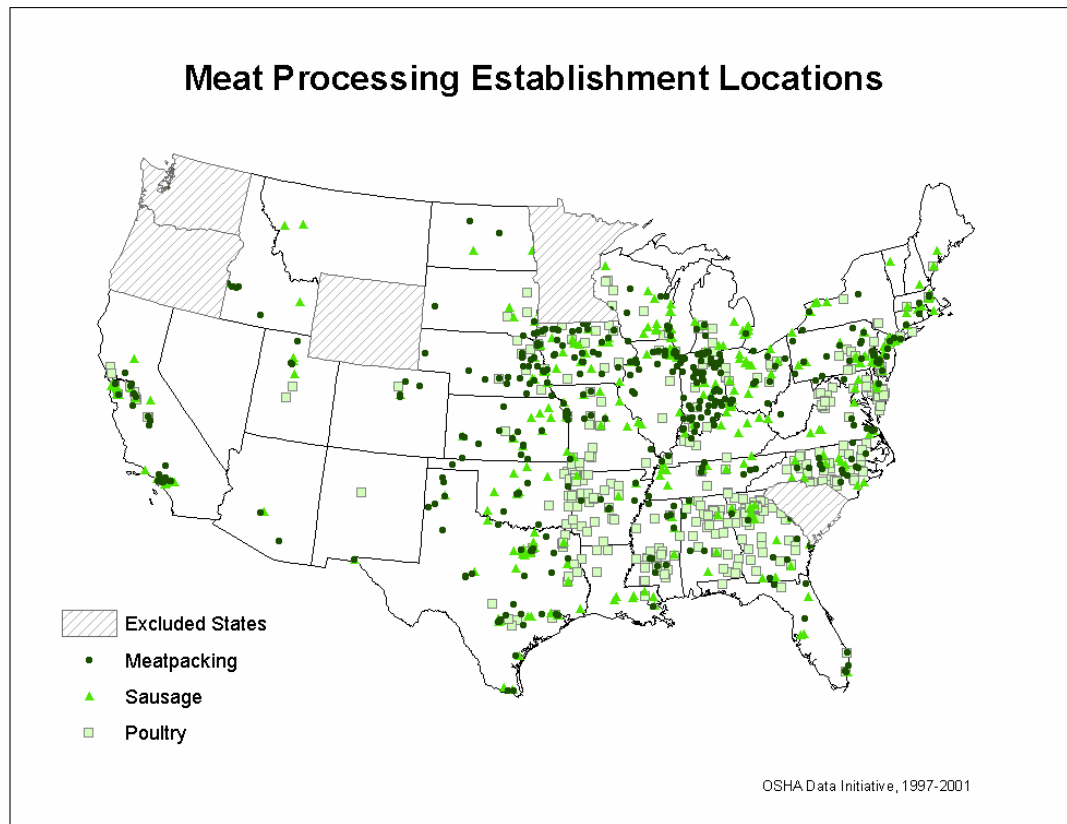 Meat Processing Establishment Locations
Excluded States
Meatpacking
Sausage
Poultry
OSHA Data Initiative, 1997-2001